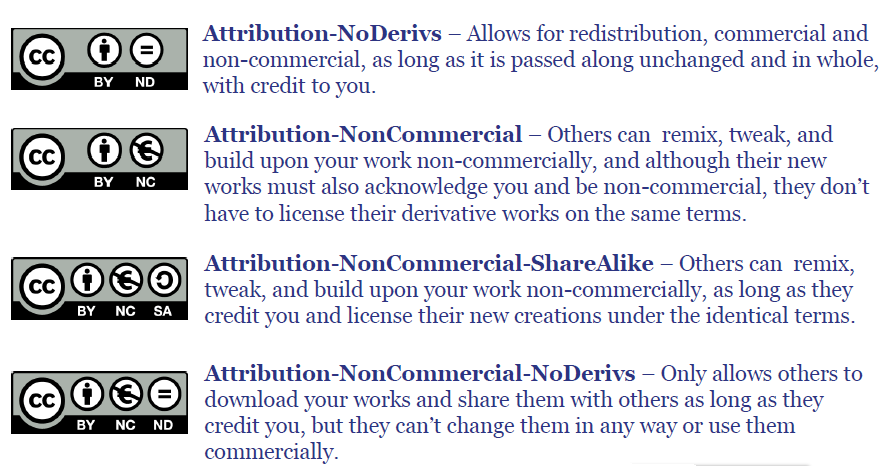 Attribution-NoDerivs – Allows for redistribution, commercial and
non-commercial, as long as it is passed along unchanged and in whole,
with credit to you.
cc
BY ND
Attribution-NonCommercial – Others can remix, tweak, and
build upon your work non-commercially, and although their new
works must also acknowledge you and be non-commercial, they don’t
have to license their derivative works on the same terms.
cc €
BY NC
Attribution-NonCommercial-ShareAlike – Others can remix,
tweak, and build upon your work non-commercially, as long as they
credit you and license their new creations under the identical terms.
cc €
BY NC SA
Attribution-NonCommercial-NoDerivs – Only allows others to
download your works and share them with others as long as they
credit you, but they can’t change them in any way or use them
commercially.
cc €
BY NC ND